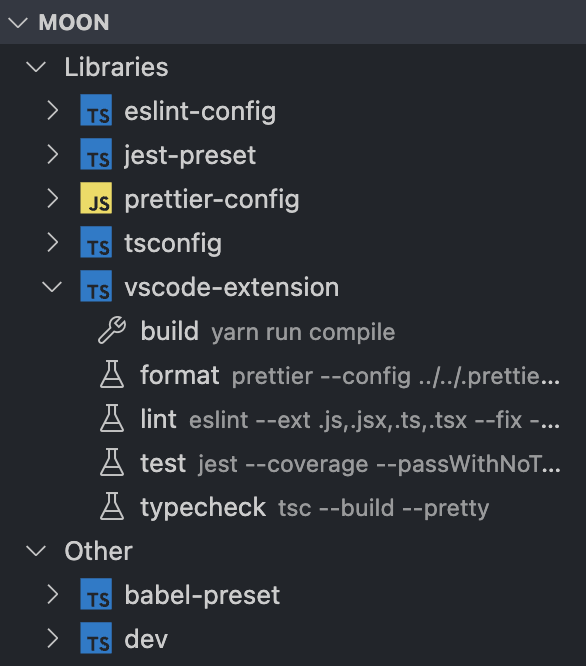 MOON
Libraries
TS eslint-config
TS jest-preset
JS prettier-config
TS tsconfig
TS vscode-extension
build yarn run compile
format prettier --config ../../.prettie...
lint eslint --ext .js,.jsx,.ts,.tsx --fix -...
test jest --coverage --passWithNoT...
typecheck tsc --build --pretty
Other
TS babel-preset
TS dev